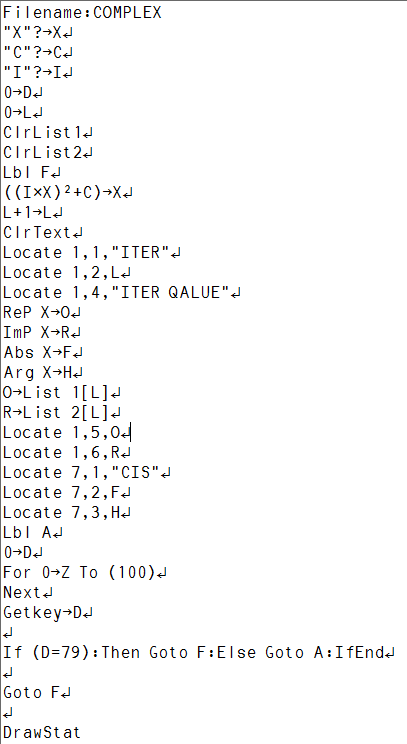 Filename:COMPLEX
"X"?→X↲
"C"?→C↲
"I"?→I↲
0→D↲
0→L↲
ClrList1↲
ClrList2↲
Lbl F↲
((I×X)²+C)→X↲
L+1→L↲
ClrText↲
Locate 1,1,"ITER"↲
Locate 1,2,L↲
Locate 1,4,"ITER QALUE"↲
ReP X→O↲
ImP X→R↲
Abs X→F↲
Arg X→H↲
O→List 1[L]↲
R→List 2[L]↲
Locate 1,5,O↲
Locate 1,6,R↲
Locate 7,1,"CIS"↲
Locate 7,2,F↲
Locate 7,3,H↲
Lbl A↲
0→D↲
For 0→Z To (100)↲
Next↲
Getkey→D↲
↲
If (D=79):Then Goto F:Else Goto A:IfEnd↲
↲
Goto F↲
↲
DrawStat